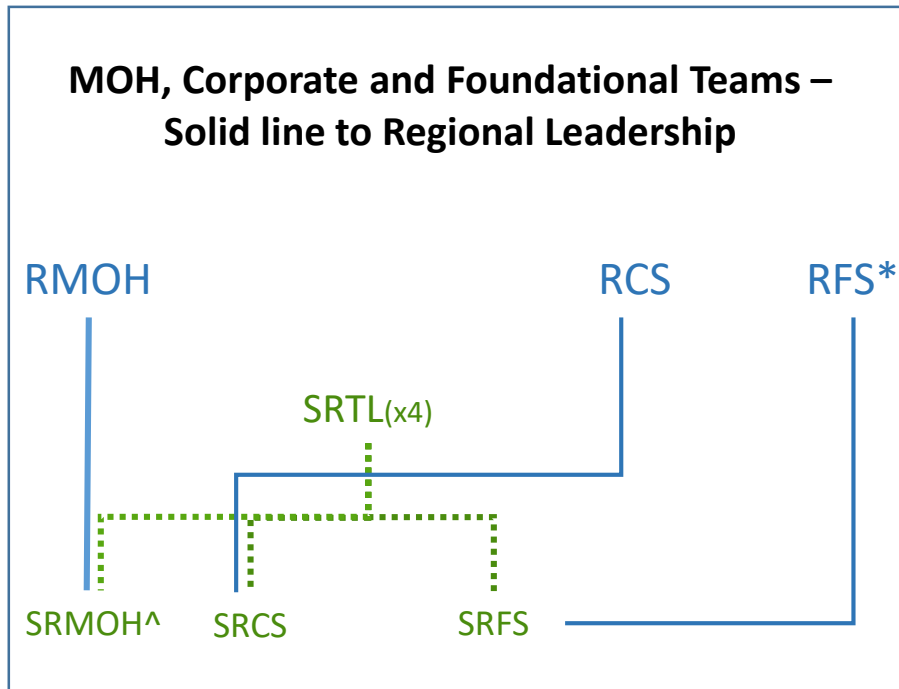 MOH, Corporate and Foundational Teams –
Solid line to Regional Leadership
RMOH RCS RFS*
SRTL(x4)
SRMOH^ SRCS SRFS